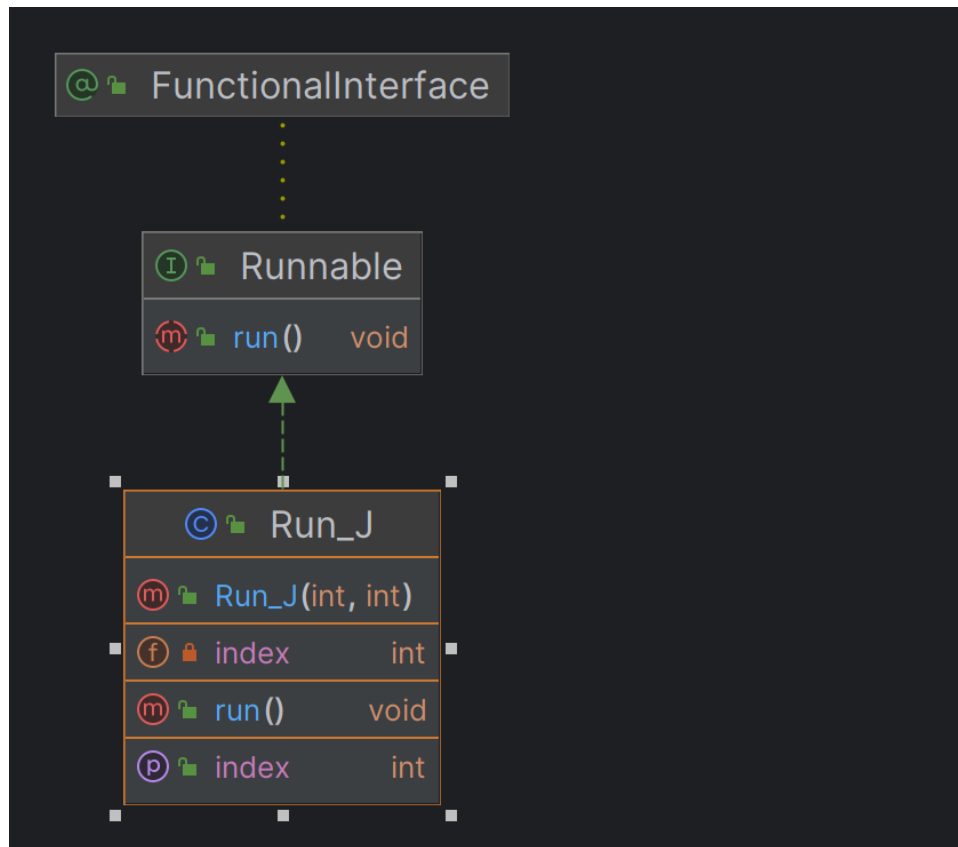 @ FunctionalInterface
I Runnable
m run() void
C Run_J
m Run_J(int, int)
f index int
m run() void
p index int